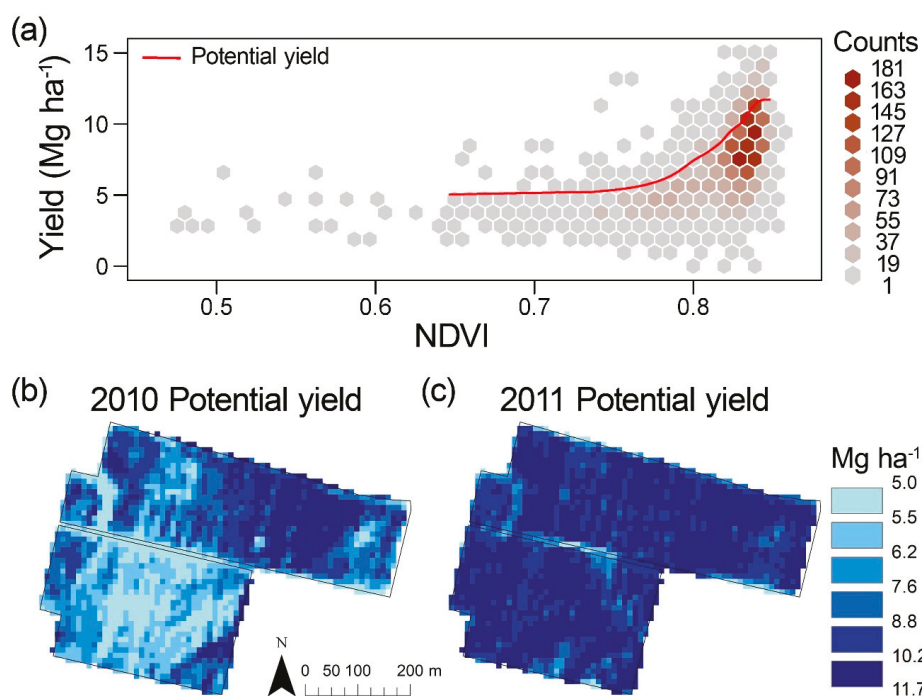 (a)
Yield (Mg ha⁻¹)
15
10
5
0
Potential yield
0.5 0.6 0.7 0.8
NDVI
Counts
181
163
145
127
109
91
73
55
37
19
1
(b) 2010 Potential yield
(c) 2011 Potential yield
Mg ha⁻¹
5.0
5.5
6.2
7.6
8.8
10.2
11.7
N
0 50 100 200 m